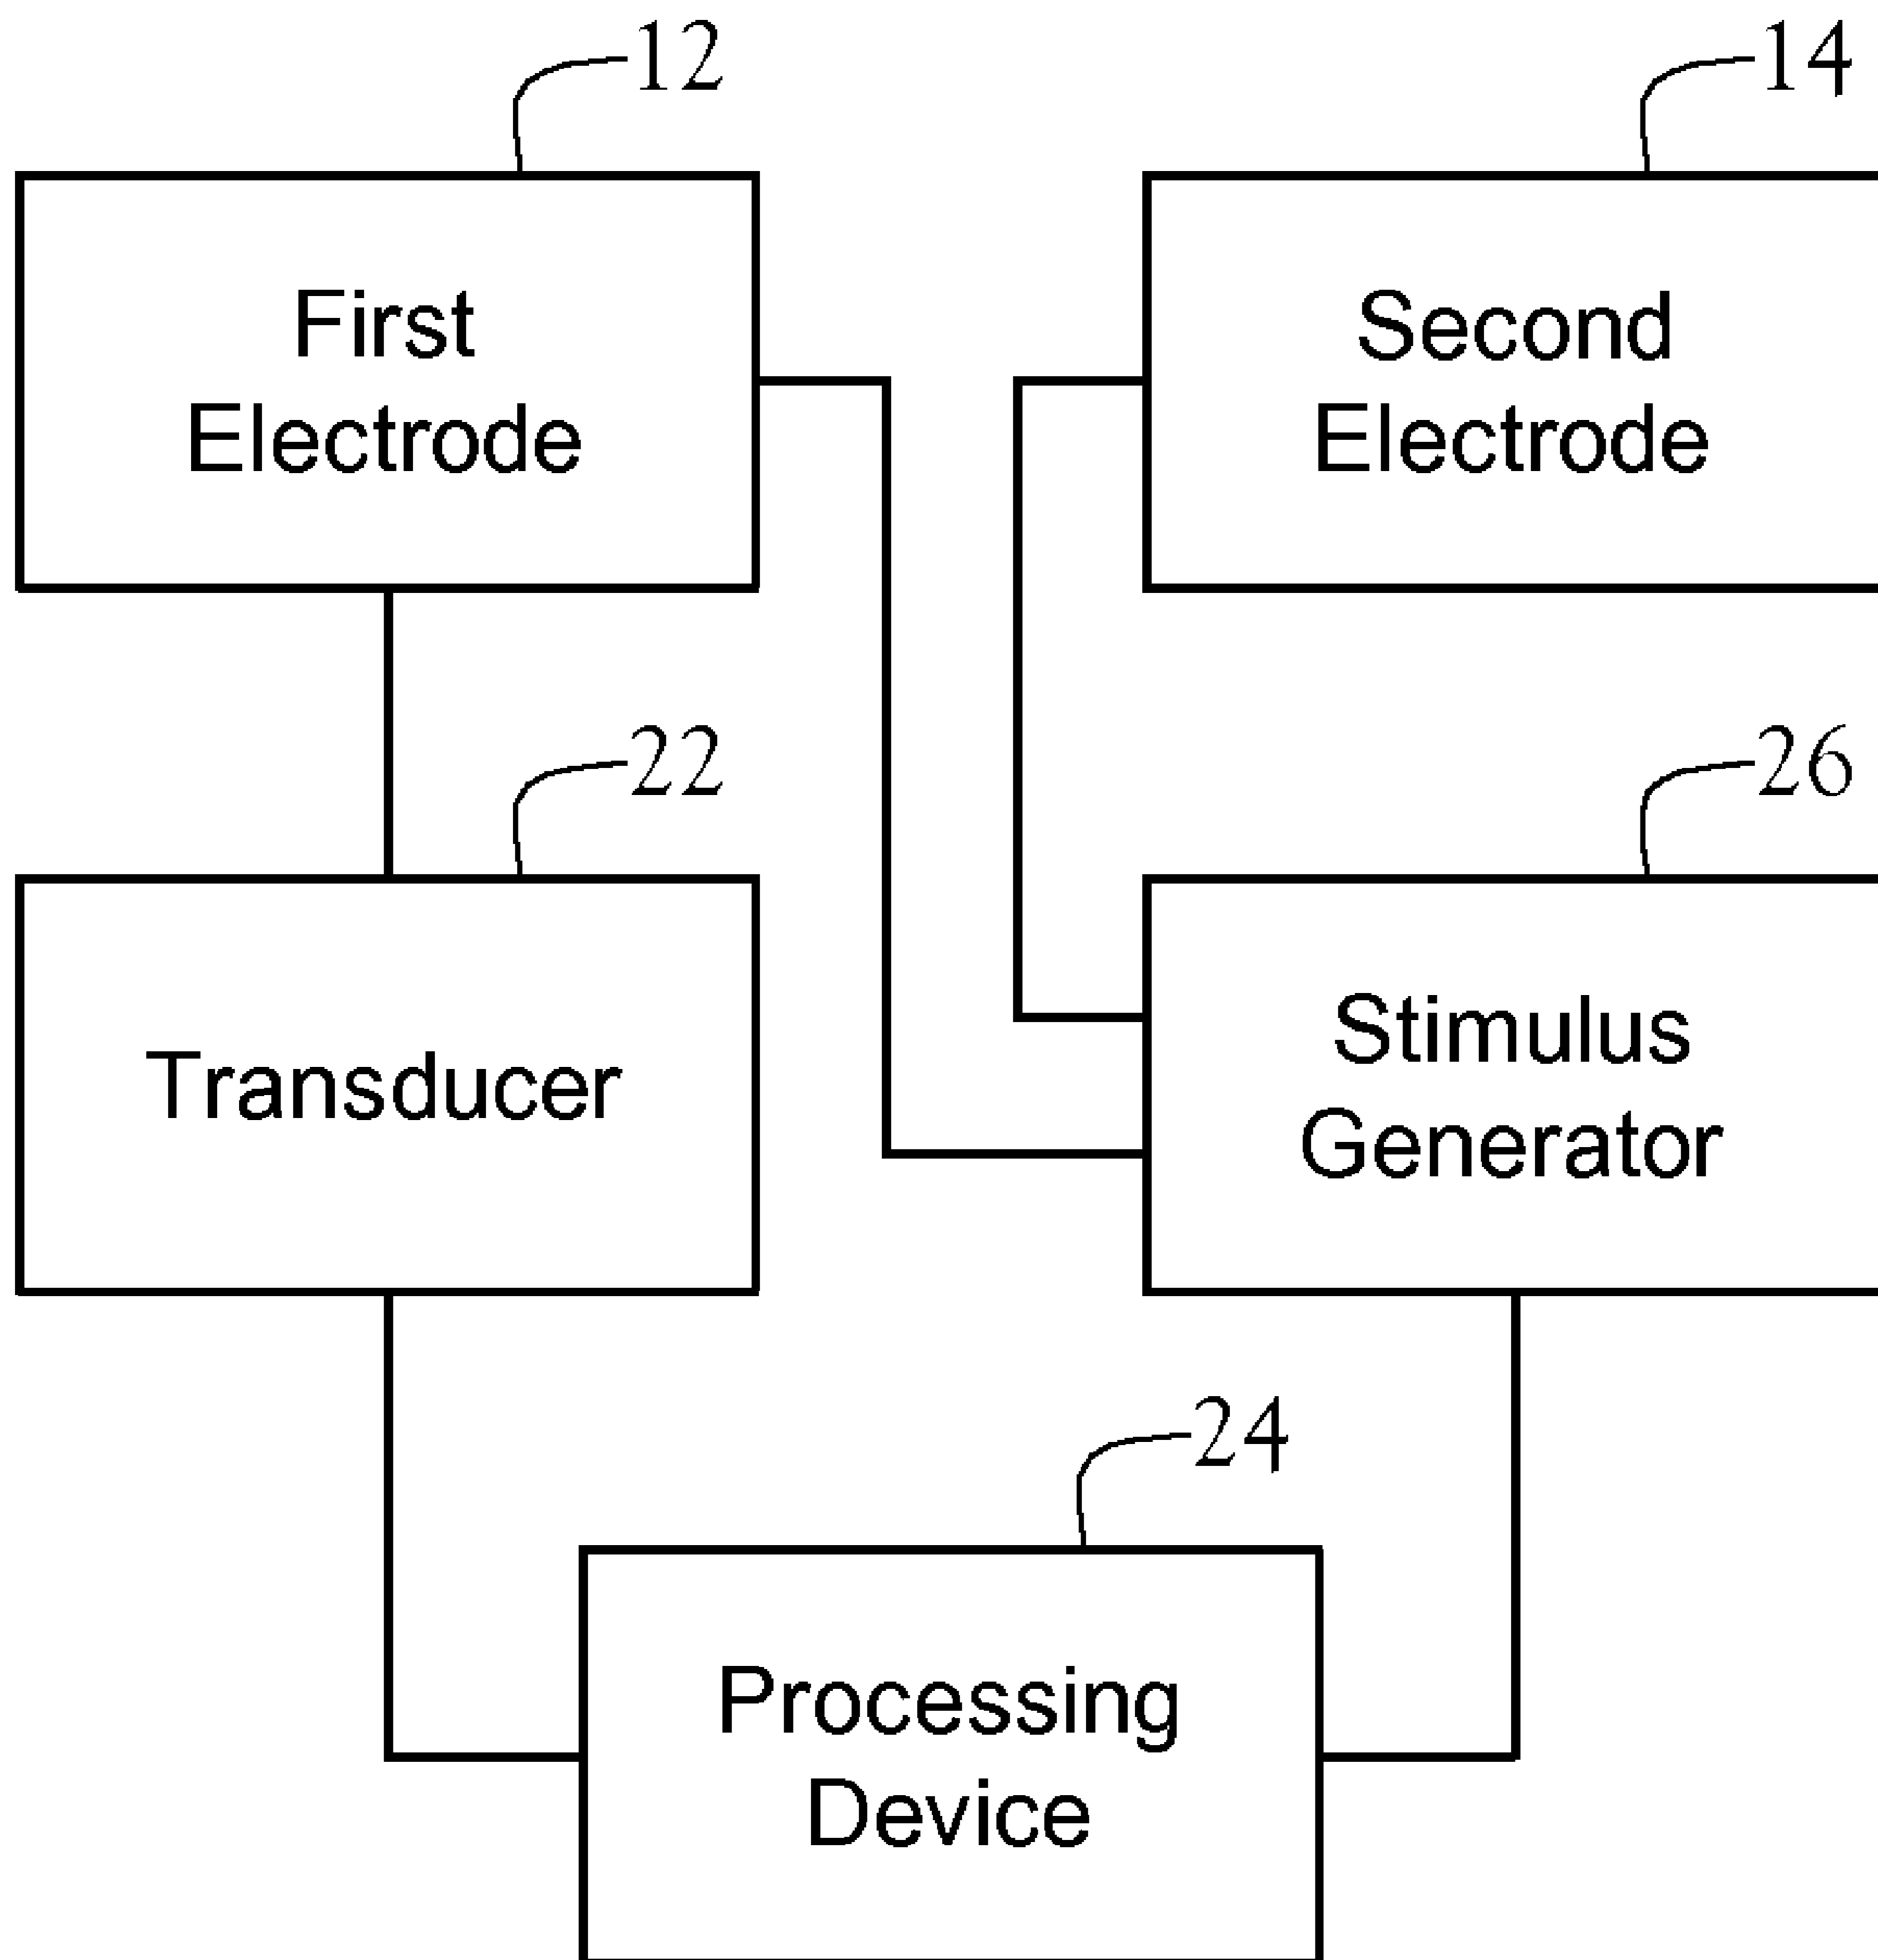 12
14
First
Electrode
Second
Electrode
22
26
Transducer
Stimulus
Generator
24
Processing
Device